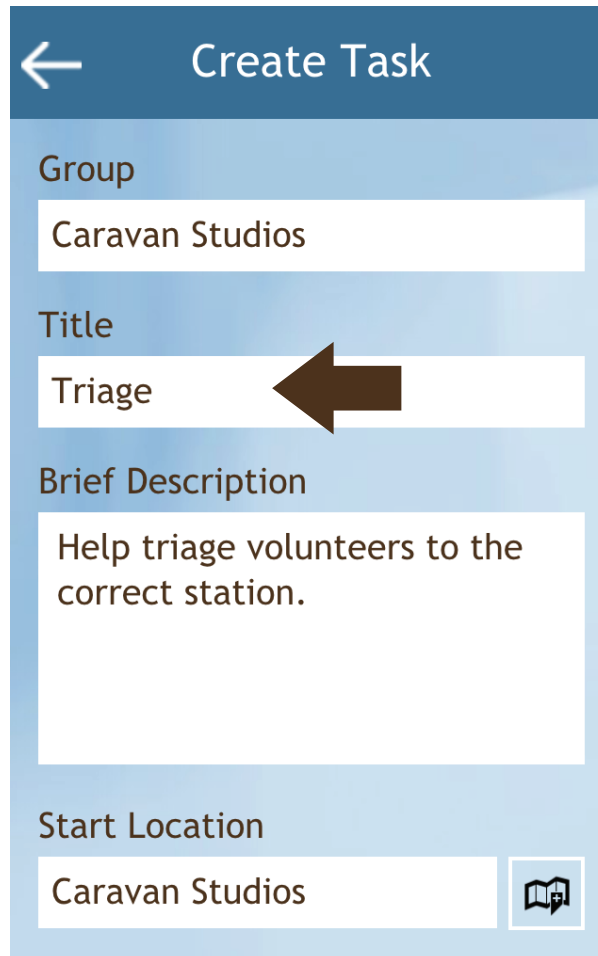 Create Task
Group
Caravan Studios
Title
Triage
Brief Description
Help triage volunteers to the
correct station.
Start Location
Caravan Studios